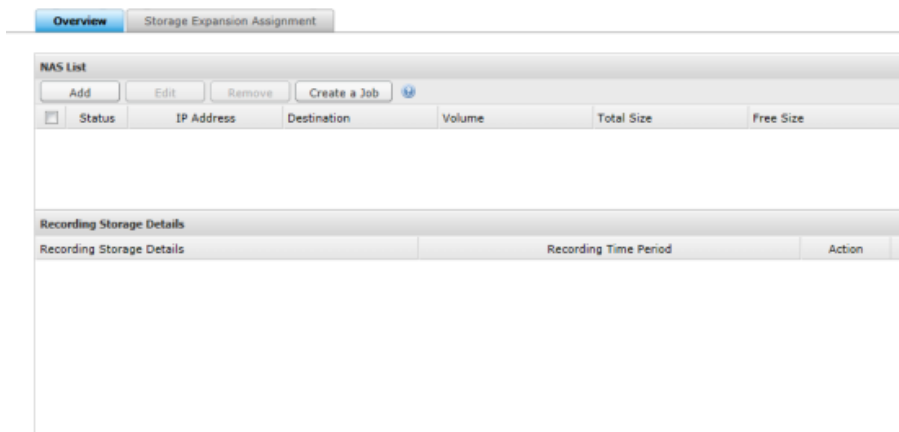 Overview Storage Expansion Assignment
NAS List
Add Edit Remove Create a Job
Status IP Address Destination Volume Total Size Free Size
Recording Storage Details
Recording Storage Details Recording Time Period Action